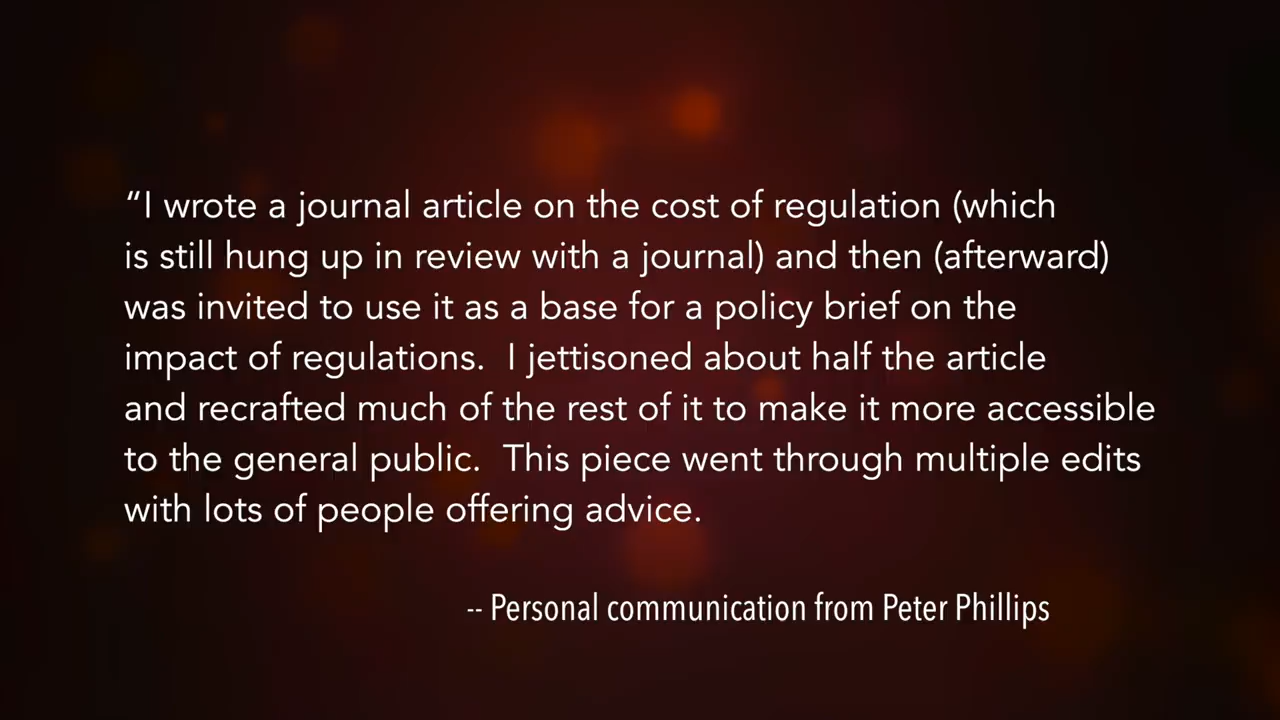 “I wrote a journal article on the cost of regulation (which
is still hung up in review with a journal) and then (afterward)
was invited to use it as a base for a policy brief on the
impact of regulations.  I jettisoned about half the article
and recrafted much of the rest of it to make it more accessible
to the general public.  This piece went through multiple edits
with lots of people offering advice.
-- Personal communication from Peter Phillips